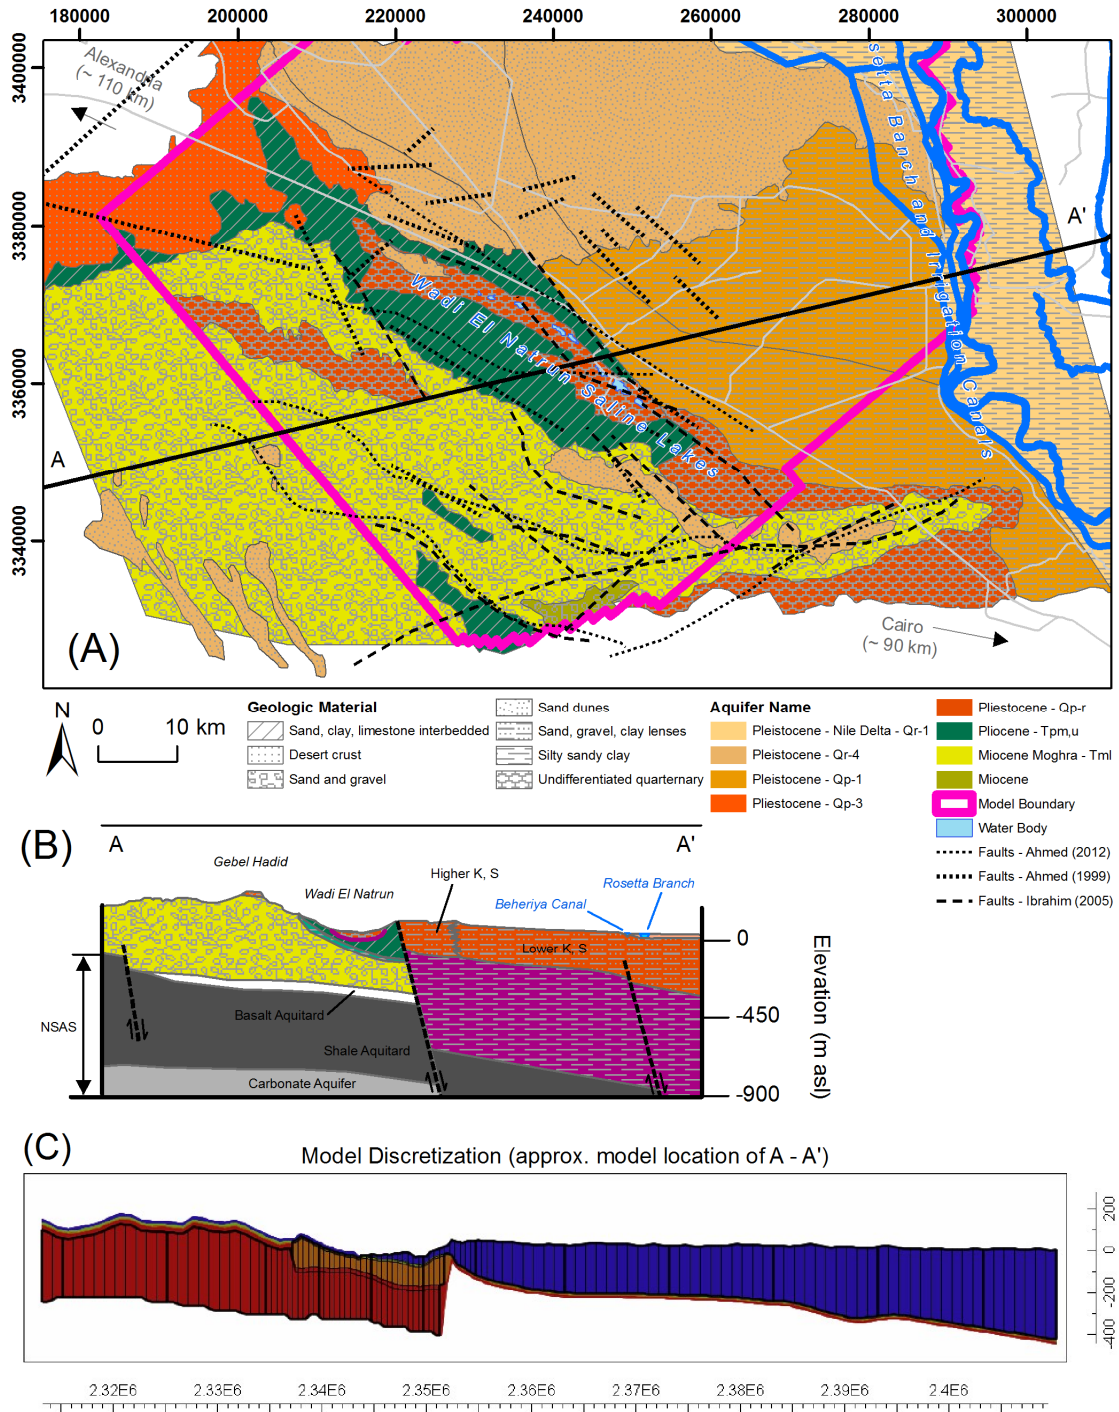 180000 200000 220000 240000 260000 280000 300000
3400000
3380000
3360000
3340000
Alexandria
(~ 110 km)
setta Banch and Irrigation Canals
Wadi El Natrun Saline Lakes
A
A'
Cairo
(~ 90 km)
(A)
N
0 10 km
Geologic Material
Sand, clay, limestone interbedded
Desert crust
Sand and gravel
Sand dunes
Sand, gravel, clay lenses
Silty sandy clay
Undifferentiated quarternary
Aquifer Name
Pleistocene - Nile Delta - Qr-1
Pleistocene - Qr-4
Pleistocene - Qp-1
Pliestocene - Qp-3
Pliestocene - Qp-r
Pliocene - Tpm,u
Miocene Moghra - Tml
Miocene
Model Boundary
Water Body
Faults - Ahmed (2012)
Faults - Ahmed (1999)
Faults - Ibrahim (2005)
(B)
A A'
Gebel Hadid
Wadi El Natrun
Higher K, S
Rosetta Branch
Beheriya Canal
Lower K, S
Basalt Aquitard
Shale Aquitard
Carbonate Aquifer
NSAS
0
-450
-900
Elevation (m asl)
(C)
Model Discretization (approx. model location of A - A')
200
0
-200
-400
2.32E6 2.33E6 2.34E6 2.35E6 2.36E6 2.37E6 2.38E6 2.39E6 2.4E6